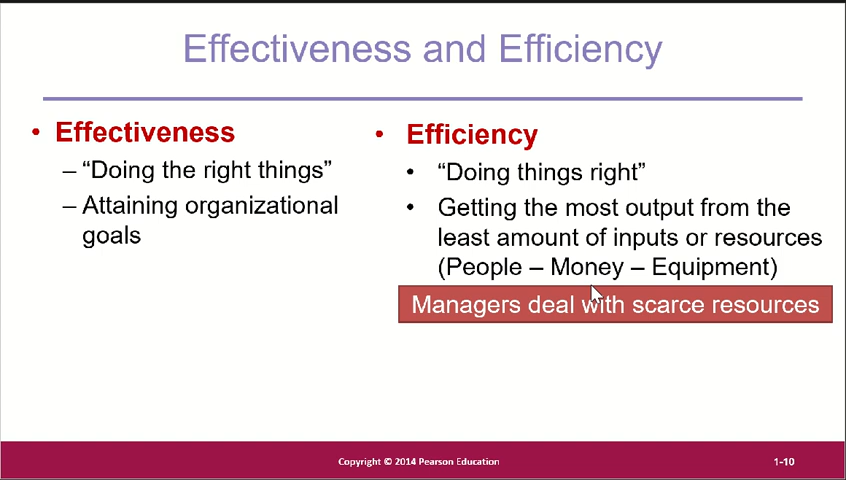 Effectiveness and Efficiency
• Effectiveness
– “Doing the right things”
– Attaining organizational
goals
• Efficiency
• “Doing things right”
• Getting the most output from the
least amount of inputs or resources
(People – Money – Equipment)
Managers deal with scarce resources
Copyright © 2014 Pearson Education
1-10